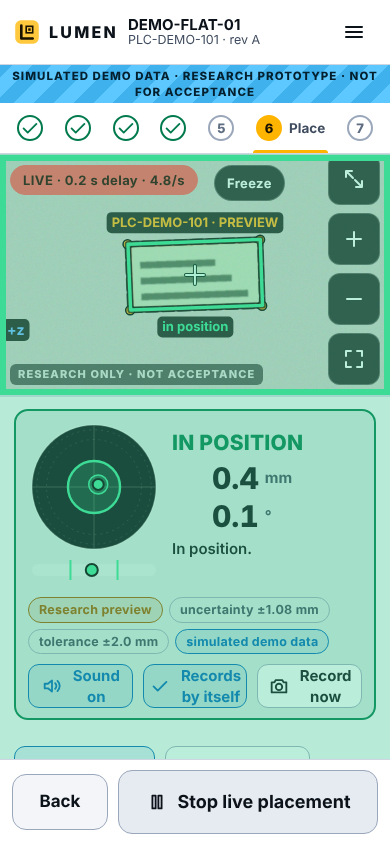 LUMEN
DEMO-FLAT-01
PLC-DEMO-101 · rev A
SIMULATED DEMO DATA · RESEARCH PROTOTYPE · NOT
FOR ACCEPTANCE
5
6 Place
7
LIVE · 0.2 s delay · 4.8/s
Freeze
PLC-DEMO-101 · PREVIEW
in position
+z
RESEARCH ONLY · NOT ACCEPTANCE
IN POSITION
0.4 mm
0.1 °
In position.
Research preview
uncertainty ±1.08 mm
tolerance ±2.0 mm
simulated demo data
Sound
on
Records
by itself
Record
now
Back
Stop live placement